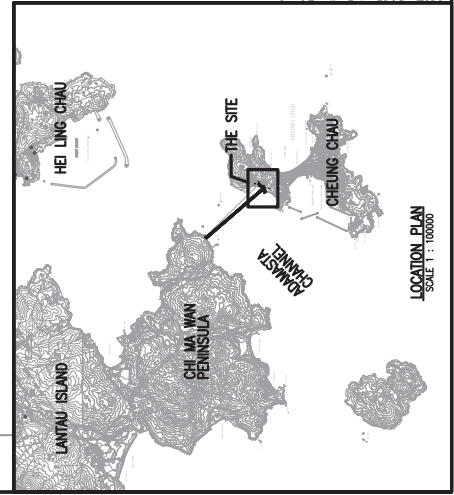 HEI LING CHAU
THE SITE
CHEUNG CHAU
ADAMASTA
CHANNEL
CHI MA WAN
PENINSULA
LANTAU ISLAND
LOCATION PLAN
SCALE 1 : 100000